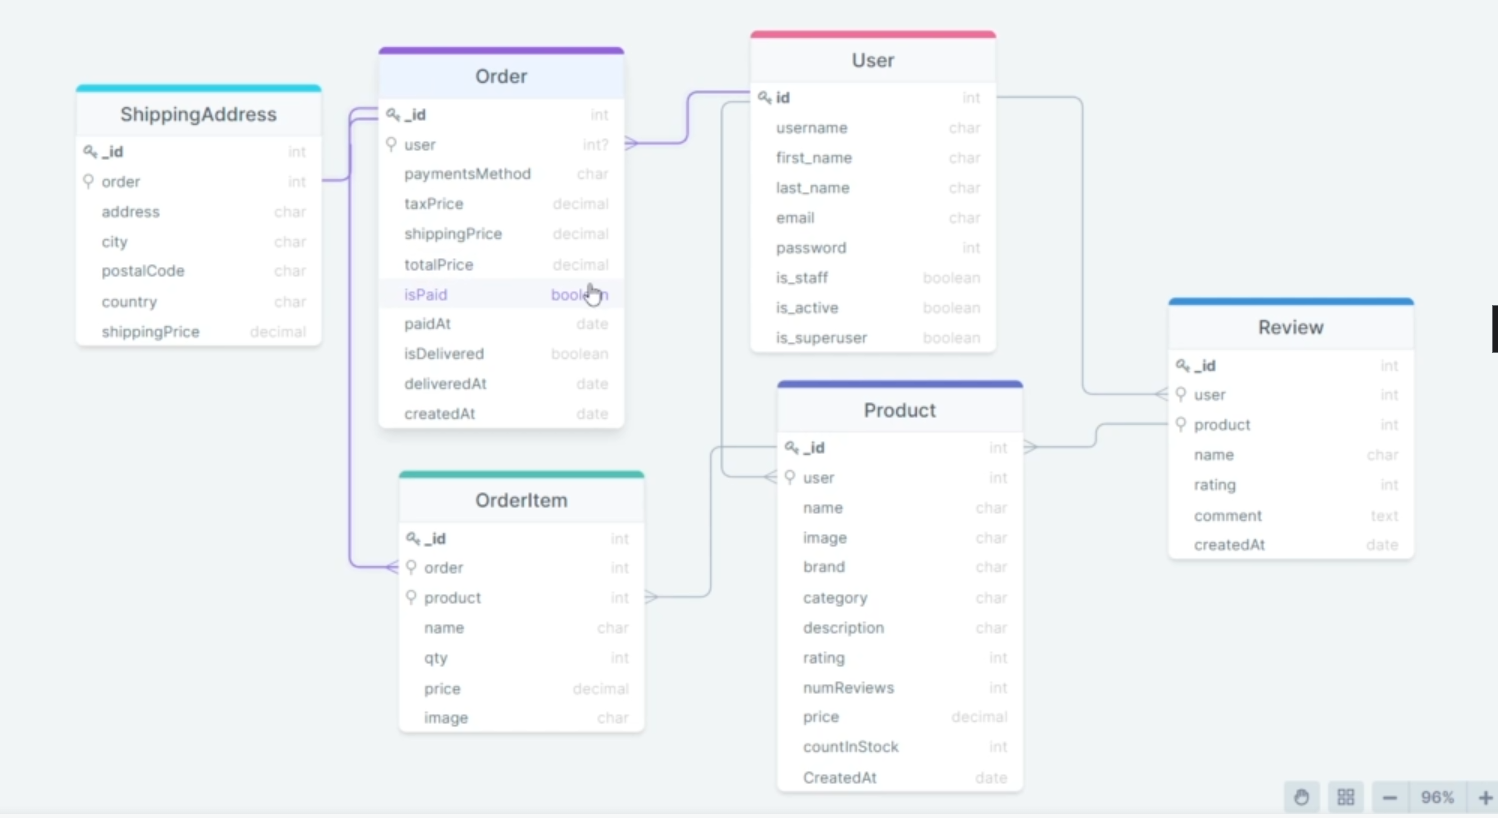 ShippingAddress
_id int
order int
address char
city char
postalCode char
country char
shippingPrice decimal
Order
_id int
user int?
paymentsMethod char
taxPrice decimal
shippingPrice decimal
totalPrice decimal
isPaid boolean
paidAt date
isDelivered boolean
deliveredAt date
createdAt date
User
id int
username char
first_name char
last_name char
email char
password int
is_staff boolean
is_active boolean
is_superuser boolean
Review
_id int
user int
product int
name char
rating int
comment text
createdAt date
OrderItem
_id int
order int
product int
name char
qty int
price decimal
image char
Product
_id int
user int
name char
image char
brand char
category char
description char
rating int
numReviews int
price decimal
countInStock int
CreatedAt date
96%